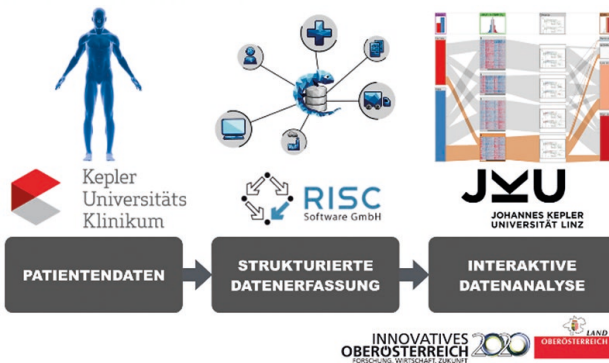 Kepler
Universitäts
Klinikum
RISC
Software GmbH
JKU
JOHANNES KEPLER
UNIVERSITÄT LINZ
PATIENTENDATEN
STRUKTURIERTE
DATENERFASSUNG
INTERAKTIVE
DATENANALYSE
INNOVATIVES
OBERÖSTERREICH 2020
FORSCHUNG. WIRTSCHAFT. ZUKUNFT
LAND
OBERÖSTERREICH